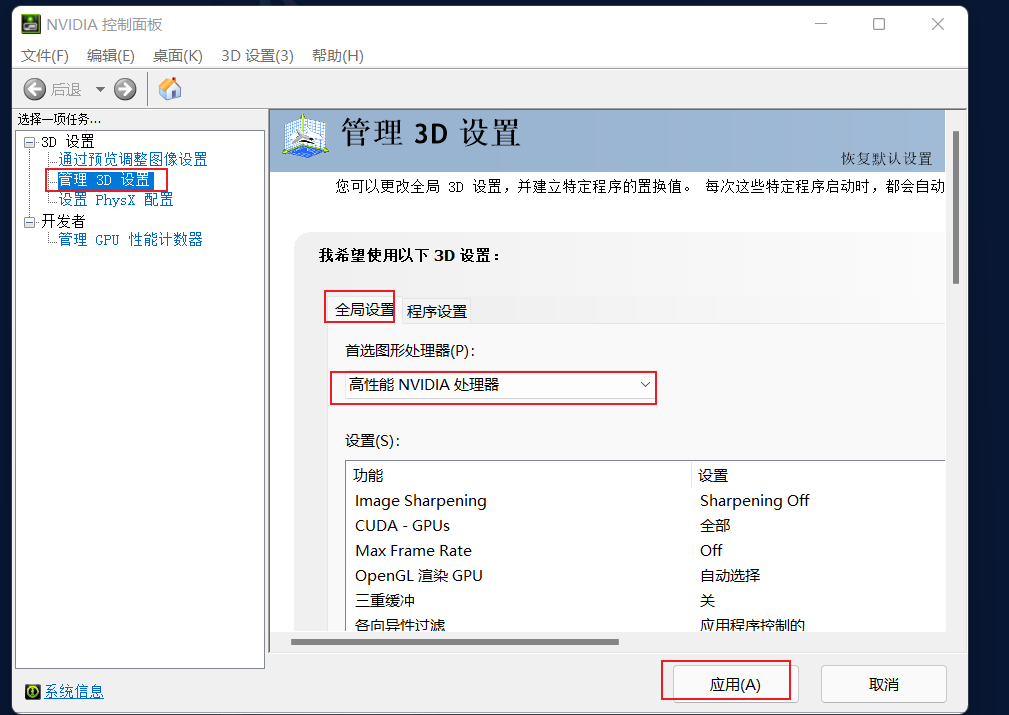 NVIDIA 控制面板
文件(F) 编辑(E) 桌面(K) 3D 设置(3) 帮助(H)
后退
选择一项任务...
3D 设置
通过预览调整图像设置
管理 3D 设置
设置 PhysX 配置
开发者
管理 GPU 性能计数器
系统信息
管理 3D 设置
恢复默认设置
您可以更改全局 3D 设置，并建立特定程序的置换值。 每次这些特定程序启动时，都会自动
我希望使用以下 3D 设置：
全局设置 程序设置
首选图形处理器(P):
高性能 NVIDIA 处理器
设置(S):
功能 设置
Image Sharpening Sharpening Off
CUDA - GPUs 全部
Max Frame Rate Off
OpenGL 渲染 GPU 自动选择
三重缓冲 关
各向异性过滤 应用程序控制的
应用(A) 取消